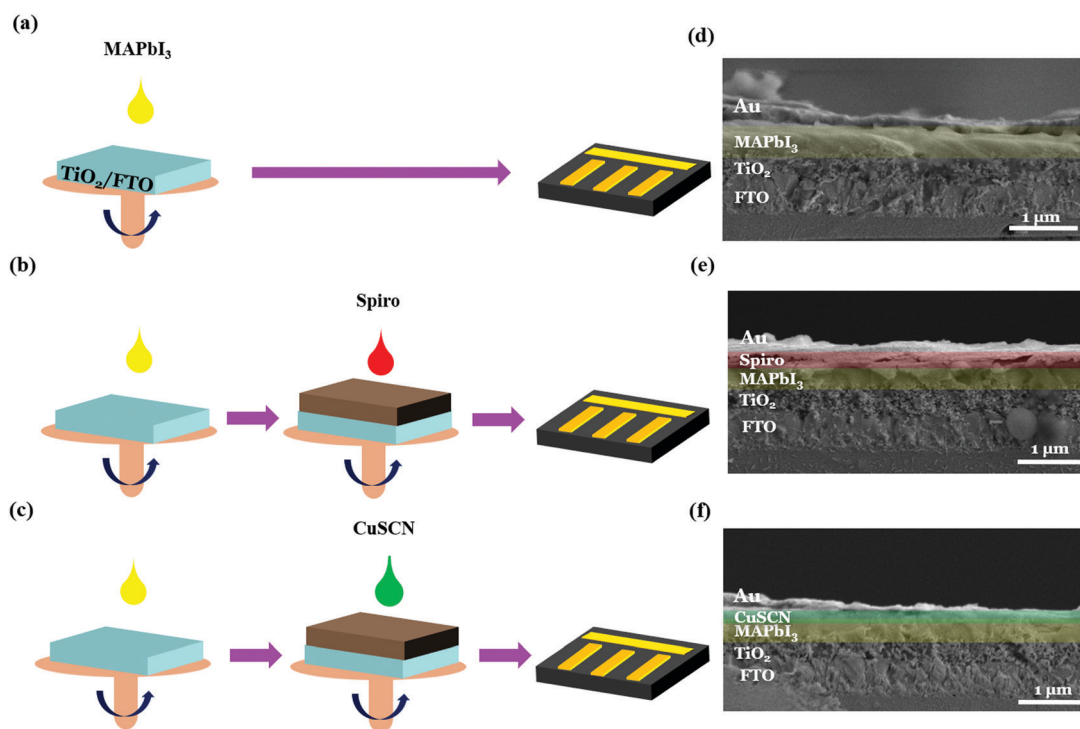 (a)
MAPbI₃
TiO₂/FTO
(d)
Au
MAPbI₃
TiO₂
FTO
1 μm
(b)
Spiro
(e)
Au
Spiro
MAPbI₃
TiO₂
FTO
1 μm
(c)
CuSCN
(f)
Au
CuSCN
MAPbI₃
TiO₂
FTO
1 μm